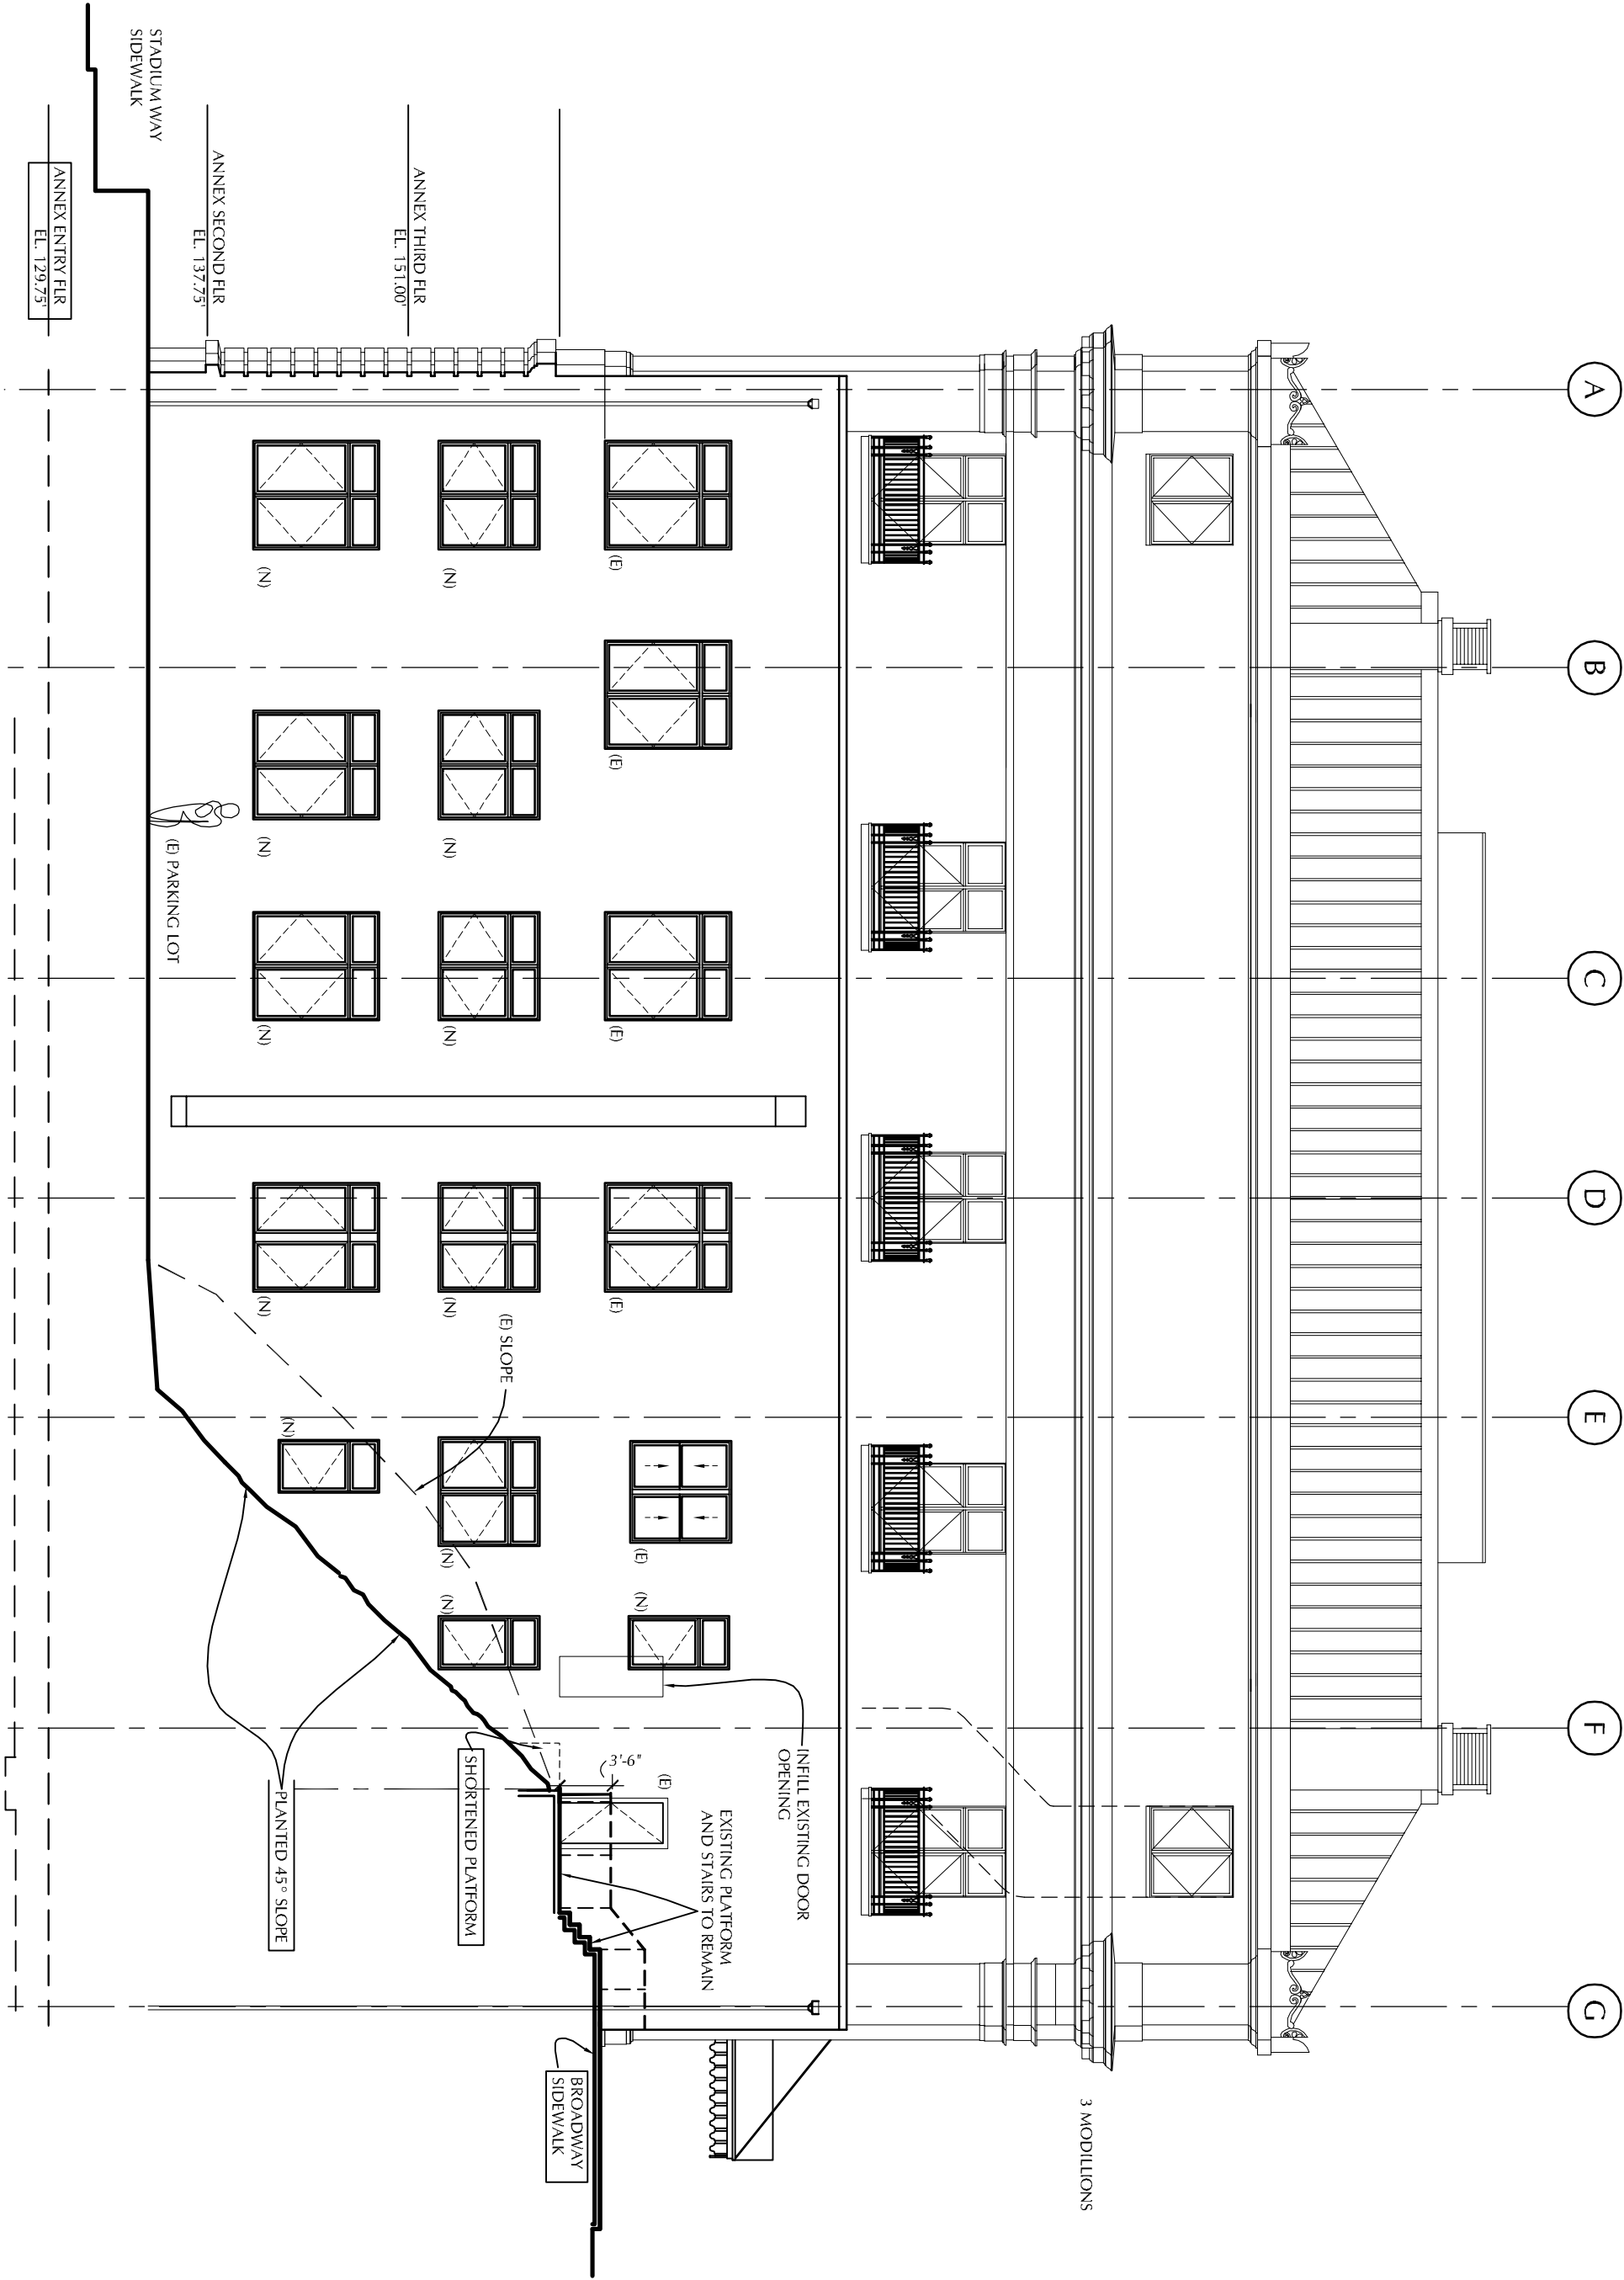 A
B
C
D
E
F
G
3 MODILLIONS
INFILL EXISTING DOOR
OPENING
EXISTING PLATFORM
AND STAIRS TO REMAIN
(E)
(E)
(E)
(E)
(E)
(N)
(E)
3'-6"
ANNEX THIRD FLR
EL. 151.00'
(E) SLOPE
(N)
(N)
(N)
(N)
(N)
(N)
SHORTENED PLATFORM
BROADWAY
SIDEWALK
ANNEX SECOND FLR
EL. 137.75'
(N)
(N)
(N)
(N)
(N)
PLANTED 45° SLOPE
STADIUM WAY
SIDEWALK
(E) PARKING LOT
ANNEX ENTRY FLR
EL. 129.75'